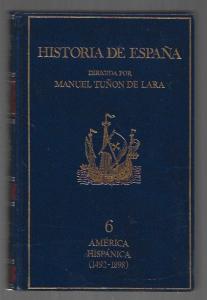 HISTORIA DE ESPAÑA
DIRIGIDA POR
MANUEL TUÑON DE LARA
6
AMÉRICA
HISPÁNICA
(1492-1898)